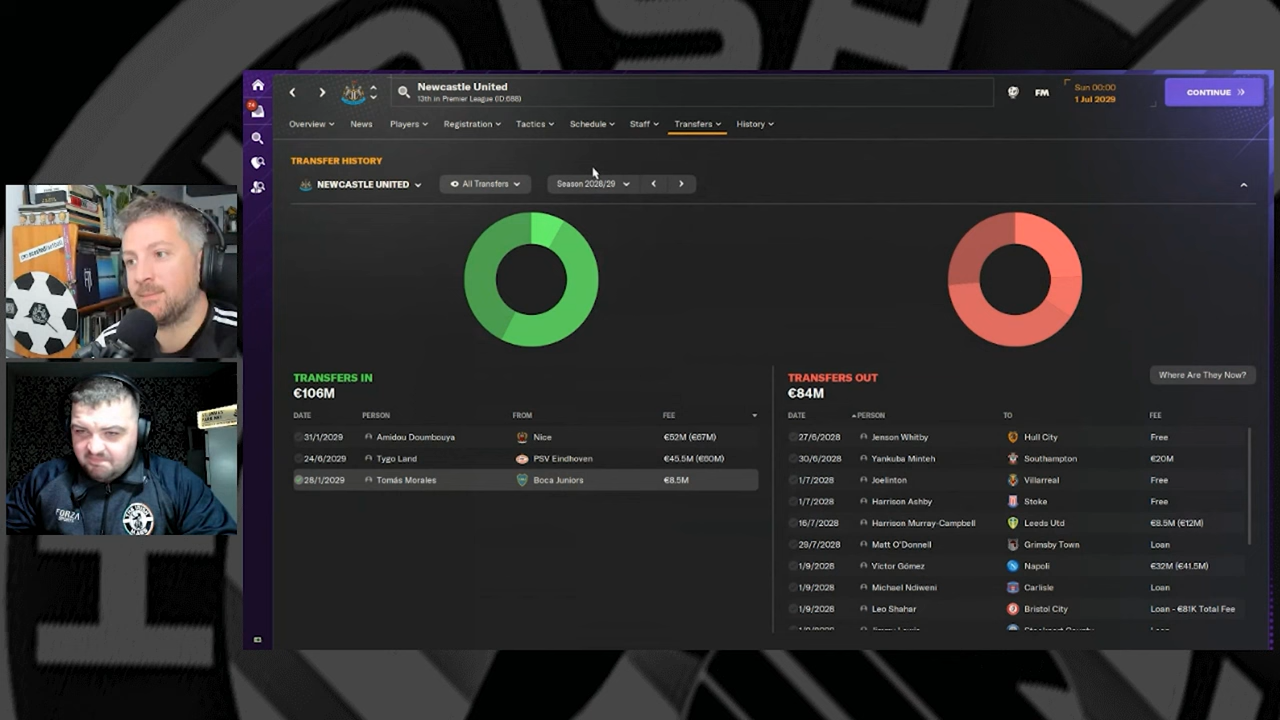 Newcastle United
13th in Premier League (ID:688)
FM
Sun 00:00
1 Jul 2029
CONTINUE
Overview
News
Players
Registration
Tactics
Schedule
Staff
Transfers
History
TRANSFER HISTORY
NEWCASTLE UNITED
All Transfers
Season 2028/29
TRANSFERS IN
€106M
DATE PERSON FROM FEE
31/1/2029 Amidou Doumbouya Nice €52M (€67M)
24/6/2029 Tygo Land PSV Eindhoven €45.5M (€60M)
28/1/2029 Tomás Morales Boca Juniors €8.5M
TRANSFERS OUT
€84M
Where Are They Now?
DATE PERSON TO FEE
27/6/2028 Jenson Whitby Hull City Free
30/6/2028 Yankuba Minteh Southampton €20M
1/7/2028 Joelinton Villarreal Free
1/7/2028 Harrison Ashby Stoke Free
16/7/2028 Harrison Murray-Campbell Leeds Utd €8.5M (€12M)
29/7/2028 Matt O'Donnell Grimsby Town Loan
1/9/2028 Víctor Gómez Napoli €32M (€41.5M)
1/9/2028 Michael Ndiweni Carlisle Loan
1/9/2028 Leo Shahar Bristol City Loan - €81K Total Fee
FORZA